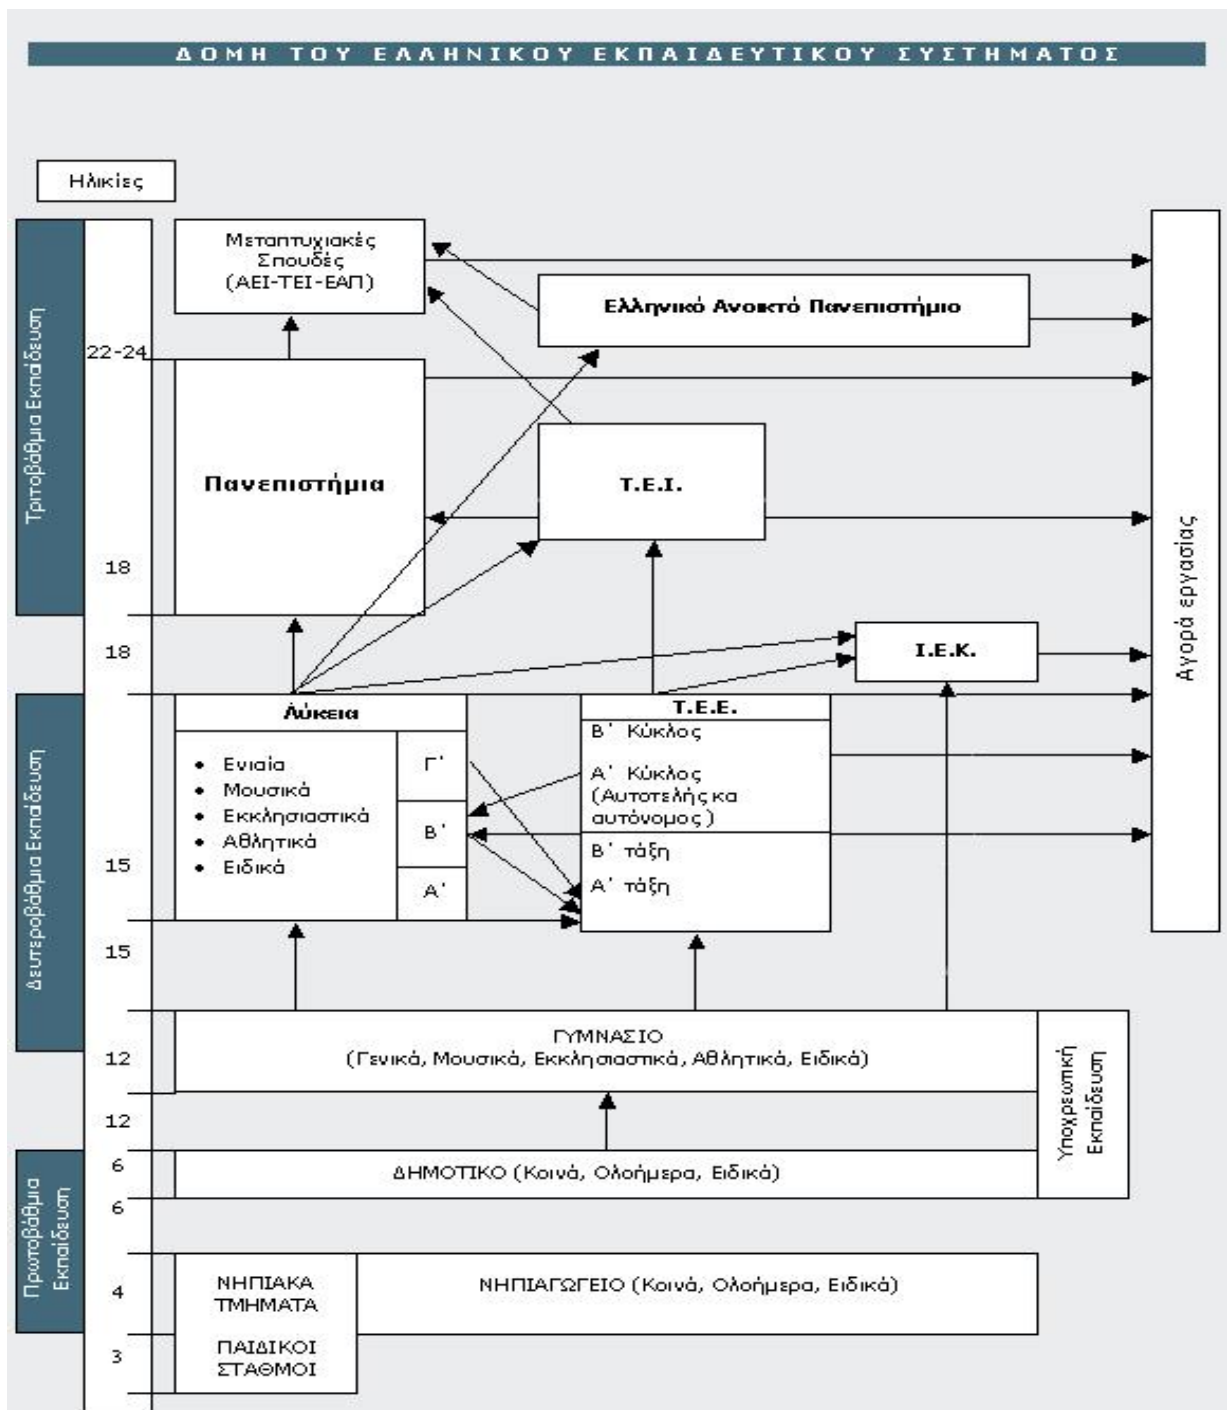 ΔΟΜΗ ΤΟΥ ΕΛΛΗΝΙΚΟΥ ΕΚΠΑΙΔΕΥΤΙΚΟΥ ΣΥΣΤΗΜΑΤΟΣ
Ηλικίες
Τριτοβάθμια Εκπαίδευση
Μεταπτυχιακές
Σπουδές
(ΑΕΙ-ΤΕΙ-ΕΑΠ)
Ελληνικό Ανοικτό Πανεπιστήμιο
22-24
Πανεπιστήμια
Τ.Ε.Ι.
Αγορά εργασίας
18
18
Ι.Ε.Κ.
Δευτεροβάθμια Εκπαίδευση
Λύκεια
• Ενιαία
• Μουσικά
• Εκκλησιαστικά
• Αθλητικά
• Ειδικά
Γ΄
Β΄
Α΄
Τ.Ε.Ε.
Β΄ Κύκλος
Α΄ Κύκλος
(Αυτοτελής κα
αυτόνομος)
Β΄ τάξη
Α΄ τάξη
15
15
12
ΓΥΜΝΑΣΙΟ
(Γενικά, Μουσικά, Εκκλησιαστικά, Αθλητικά, Ειδικά)
Υποχρεωτική
Εκπαίδευση
12
Πρωτοβάθμια
Εκπαίδευση
6
ΔΗΜΟΤΙΚΟ (Κοινά, Ολοήμερα, Ειδικά)
6
4
ΝΗΠΙΑΚΑ
ΤΜΗΜΑΤΑ
ΝΗΠΙΑΓΩΓΕΙΟ (Κοινά, Ολοήμερα, Ειδικά)
3
ΠΑΙΔΙΚΟΙ
ΣΤΑΘΜΟΙ